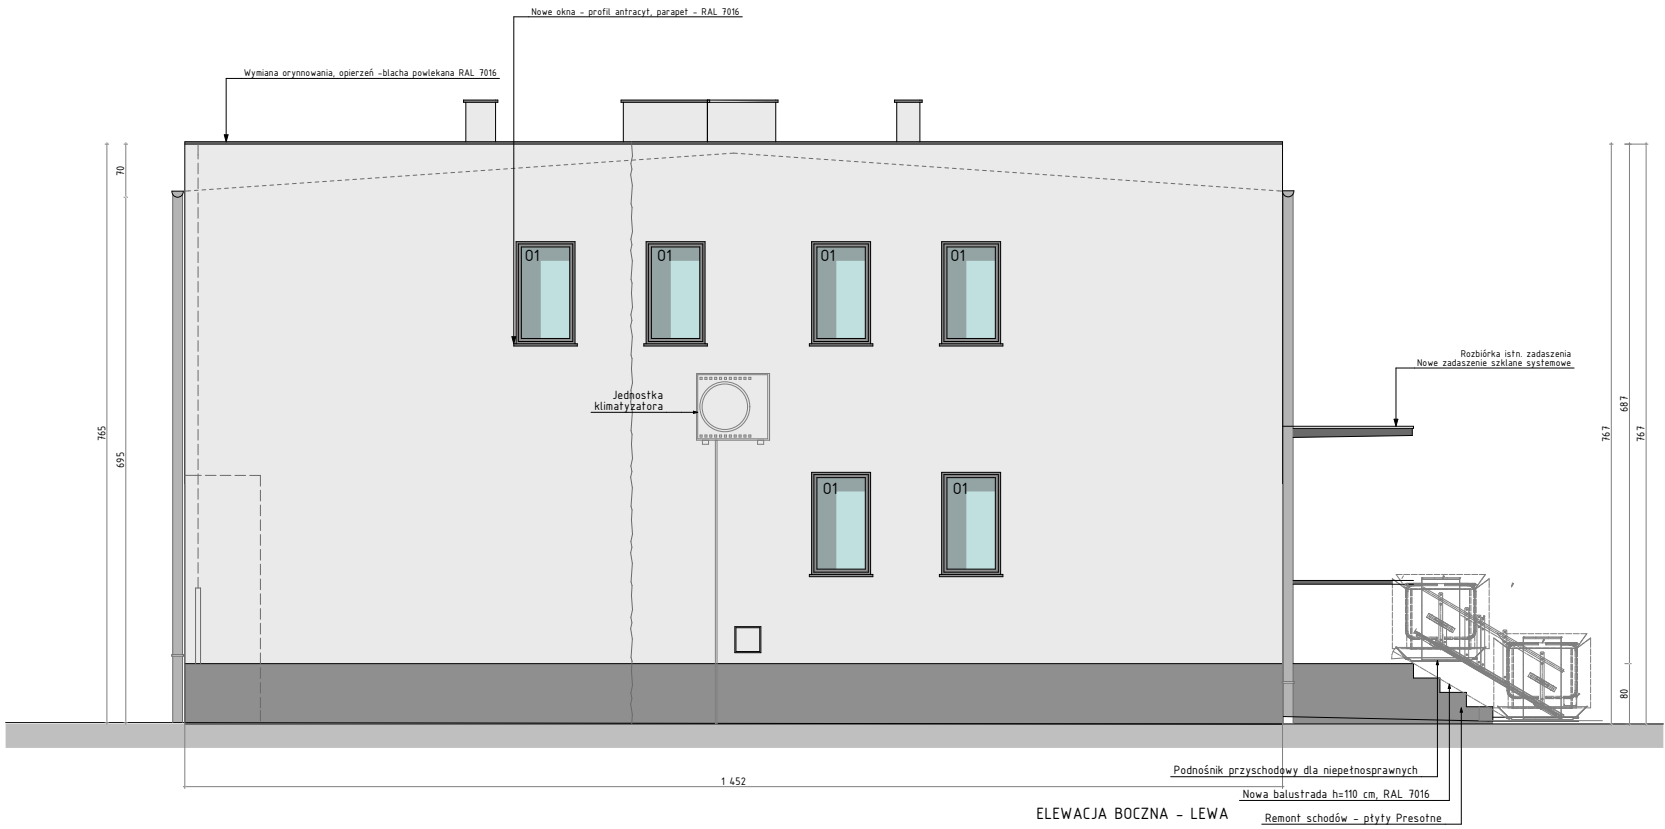 Nowe okna - profil antracyt, parapet - RAL 7016
Wymiana orynnowania, opierzeń -blacha powlekana RAL 7016
70
01
01
01
01
Rozbiórka istn. zadaszenia
Nowe zadaszenie szklane systemowe
Jednostka
klimatyzatora
765
695
767
687
767
01
01
80
1 452
Podnośnik przyschodowy dla niepełnosprawnych
Nowa balustrada h=110 cm, RAL 7016
ELEWACJA BOCZNA - LEWA
Remont schodów - płyty Presotne